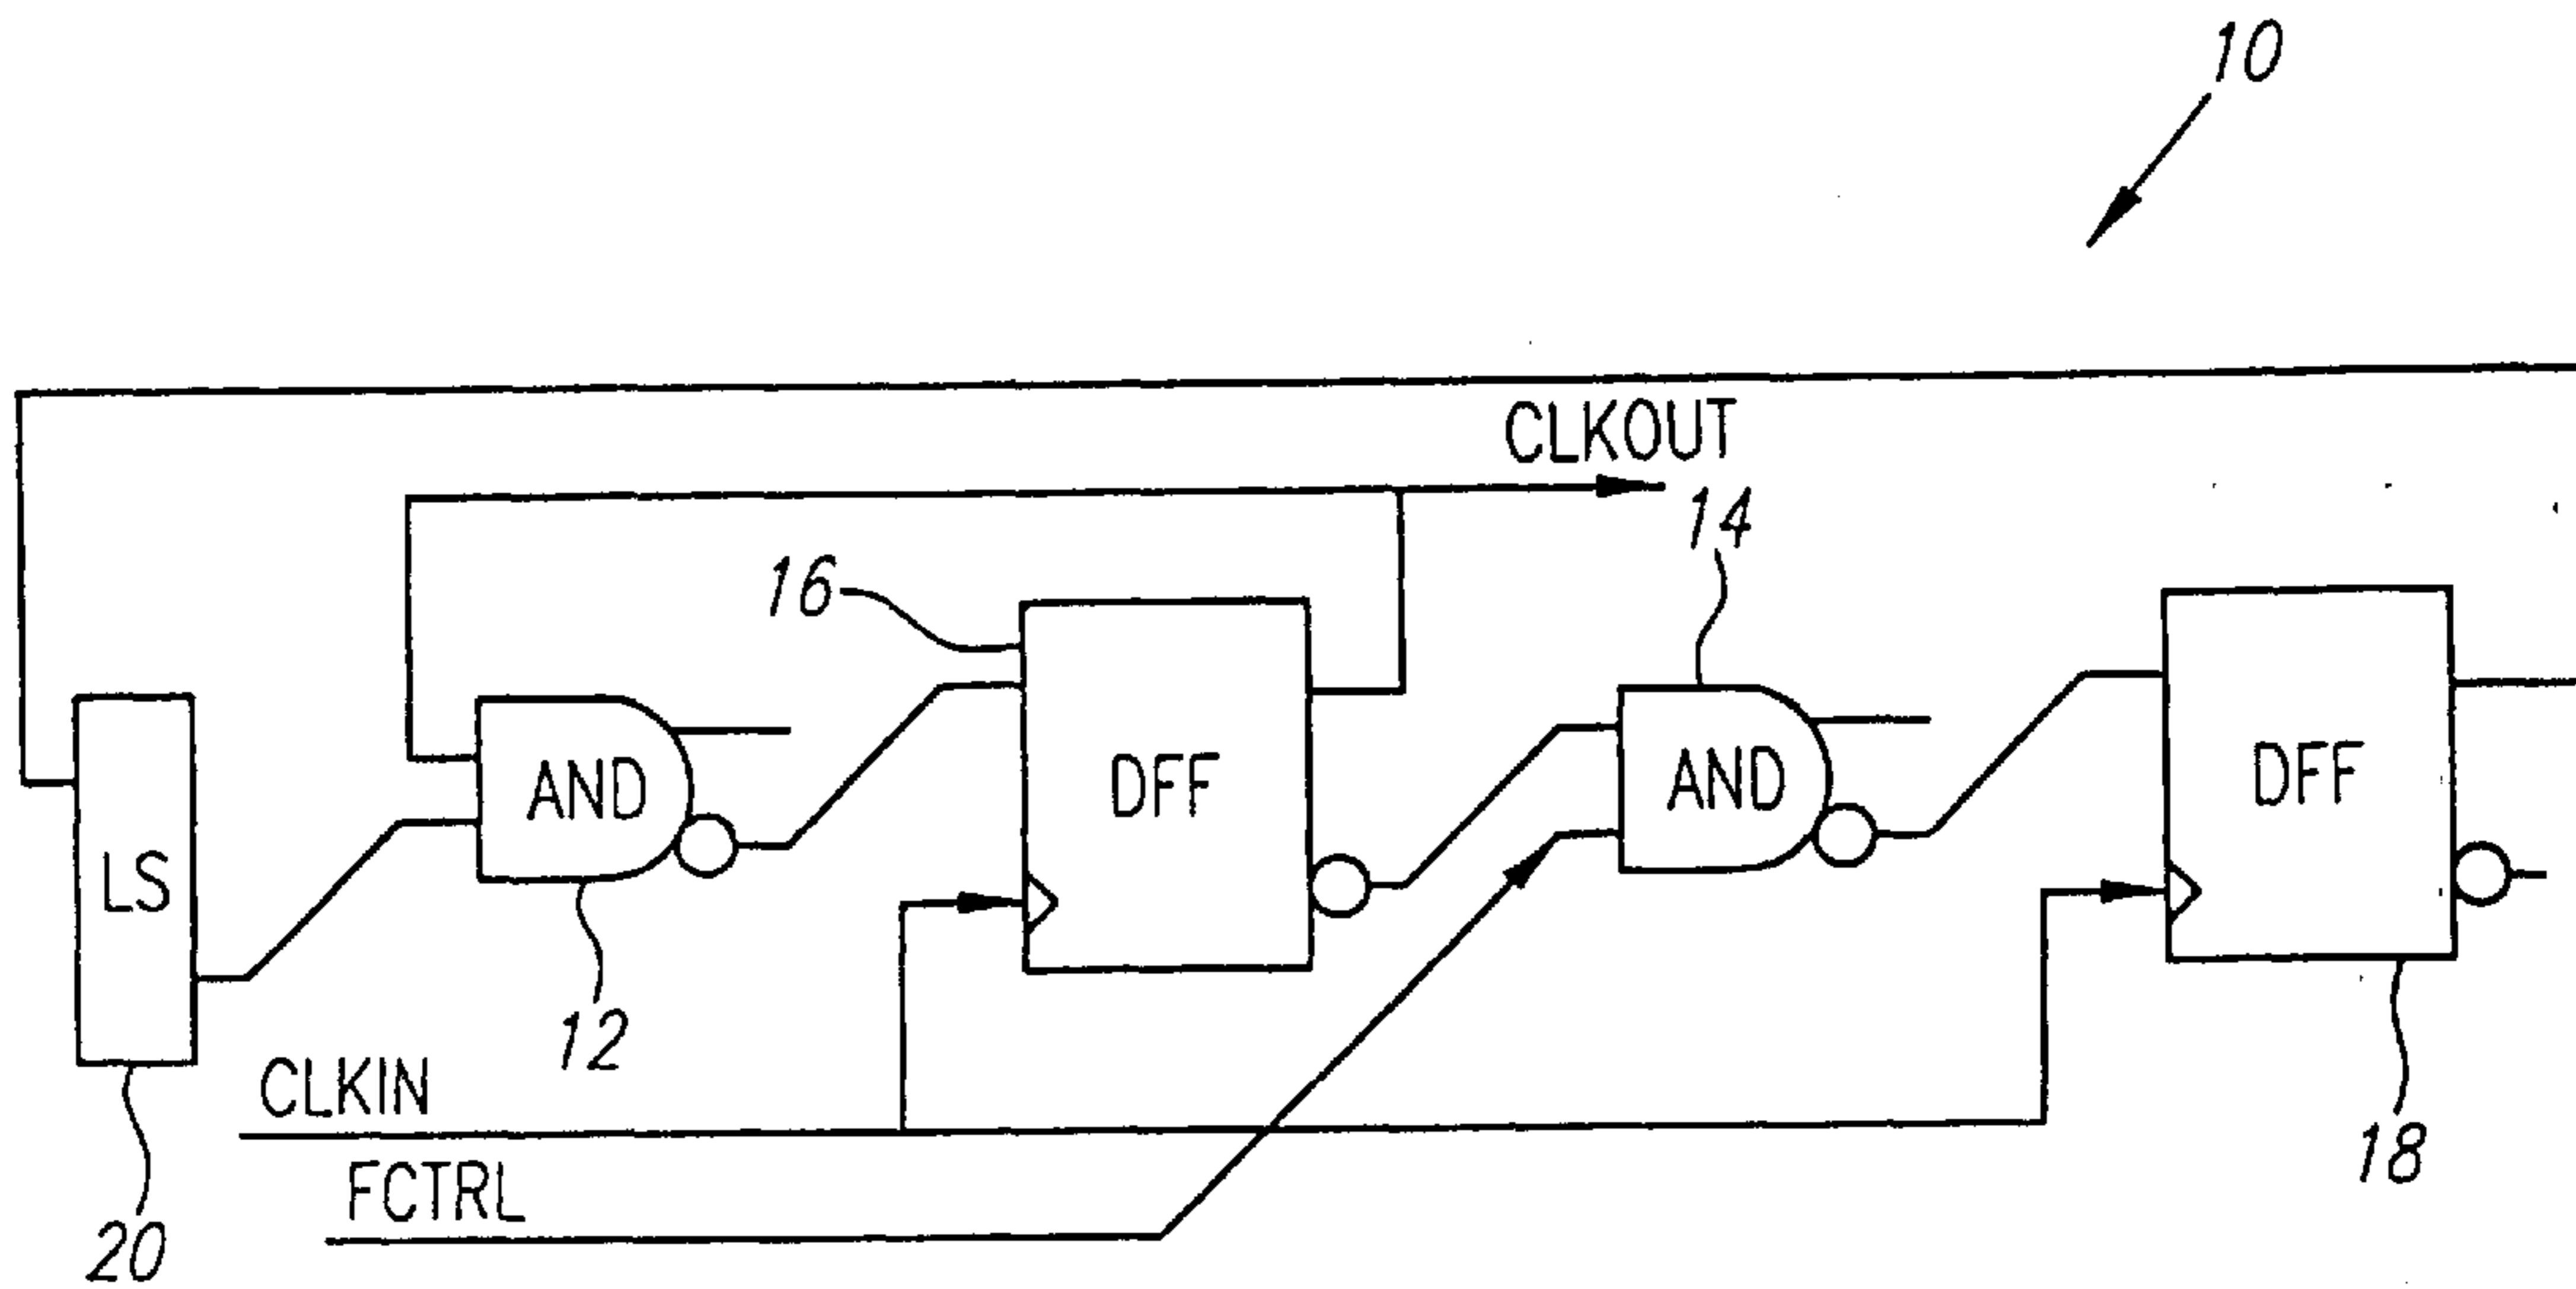 10
CLKOUT
14
16
AND
DFF
AND
DFF
LS
12
CLKIN
18
FCTRL
20